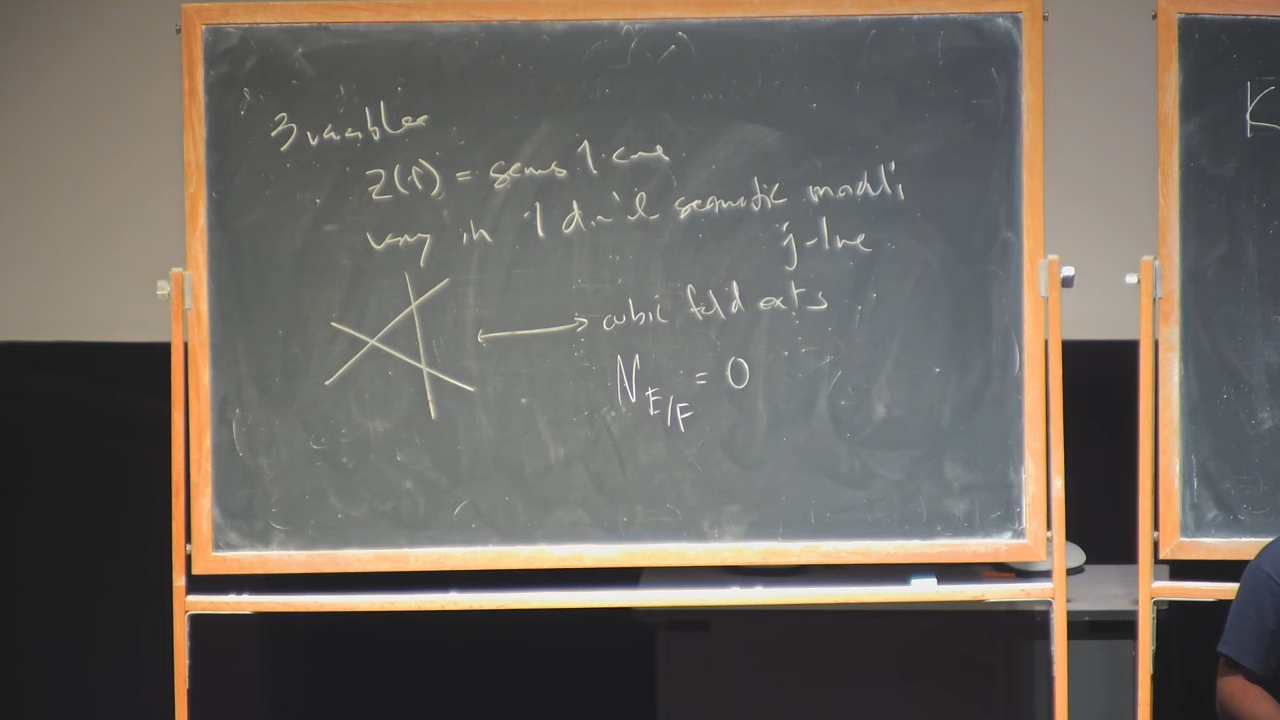 3 variables
Z(f) = genus 1 curve
vary in 1 dim'l geometric moduli,
j-line
cubic field exts
N_{E/F} = 0
K